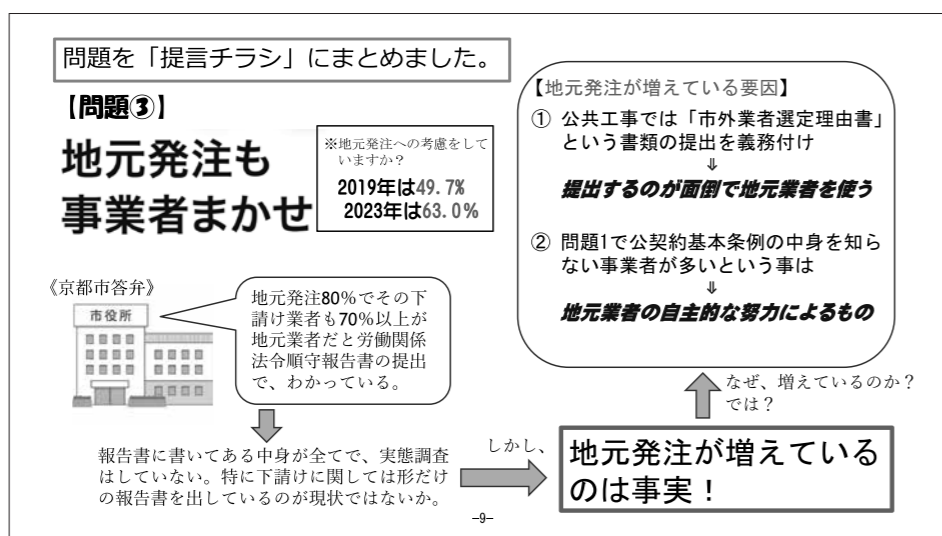 問題を「提言チラシ」にまとめました。
【問題③】
地元発注も
事業者まかせ
※地元発注への考慮をして
いますか？
2019年は49.7%
2023年は63.0%
《京都市答弁》
市役所
地元発注80％でその下
請け業者も70％以上が
地元業者だと労働関係
法令順守報告書の提出
で、わかっている。
報告書に書いてある中身が全てで、実態調査
はしていない。特に下請けに関しては形だけ
の報告書を出しているのが現状ではないか。
しかし、
地元発注が増えている
のは事実！
なぜ、増えているのか？
では？
【地元発注が増えている要因】
① 公共工事では「市外業者選定理由書」
という書類の提出を義務付け
⇓
提出するのが面倒で地元業者を使う
② 問題1で公契約基本条例の中身を知ら
ない事業者が多いという事は
⇓
地元業者の自主的な努力によるもの
−9−